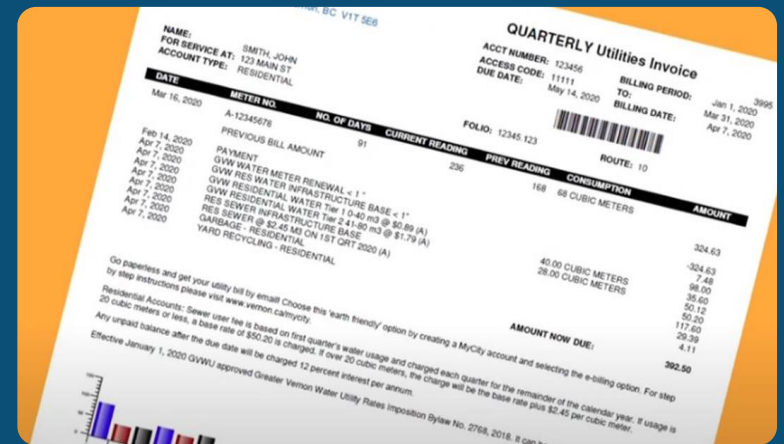 BC V1T 5E6
QUARTERLY Utilities Invoice
NAME: SMITH, JOHN
FOR SERVICE AT: 123 MAIN ST
ACCOUNT TYPE: RESIDENTIAL
ACCT NUMBER: 123456
ACCESS CODE: 11111
DUE DATE: May 14, 2020
3995
BILLING PERIOD: Jan 1, 2020
TO: Mar 31, 2020
BILLING DATE: Apr 7, 2020
FOLIO: 12345.123
ROUTE: 10
DATE METER NO. NO. OF DAYS CURRENT READING PREV READING CONSUMPTION AMOUNT
Mar 16, 2020 A-12345678 91 236 168 68 CUBIC METERS
PREVIOUS BILL AMOUNT 324.63
Feb 14, 2020 PAYMENT -324.63
Apr 7, 2020 GVW WATER METER RENEWAL < 1" 7.48
Apr 7, 2020 GVW RES WATER INFRASTRUCTURE BASE < 1" 98.00
Apr 7, 2020 GVW RESIDENTIAL WATER Tier 1 0-40 m3 @ $0.89 (A) 40.00 CUBIC METERS 35.60
Apr 7, 2020 GVW RESIDENTIAL WATER Tier 2 41-80 m3 @ $1.79 (A) 28.00 CUBIC METERS 50.12
Apr 7, 2020 RES SEWER INFRASTRUCTURE BASE 50.20
Apr 7, 2020 RES SEWER @ $2.45 M3 ON 1ST QRT 2020 (A) 117.60
Apr 7, 2020 GARBAGE - RESIDENTIAL 29.39
Apr 7, 2020 YARD RECYCLING - RESIDENTIAL 4.11
AMOUNT NOW DUE: 392.50
Go paperless and get your utility bill by email! Choose this 'earth friendly' option by creating a MyCity account and selecting the e-billing option. For step
by step instructions please visit www.vernon.ca/mycity.
Residential Accounts: Sewer user fee is based on first quarter's water usage and charged each quarter for the remainder of the calendar year. If usage is
20 cubic meters or less, a base rate of $50.20 is charged. If over 20 cubic meters, the charge will be the base rate plus $2.45 per cubic meter.
Any unpaid balance after the due date will be charged 12 percent interest per annum.
Effective January 1, 2020 GVWU approved Greater Vernon Water Utility Rates Imposition Bylaw No. 2768, 2018. It can